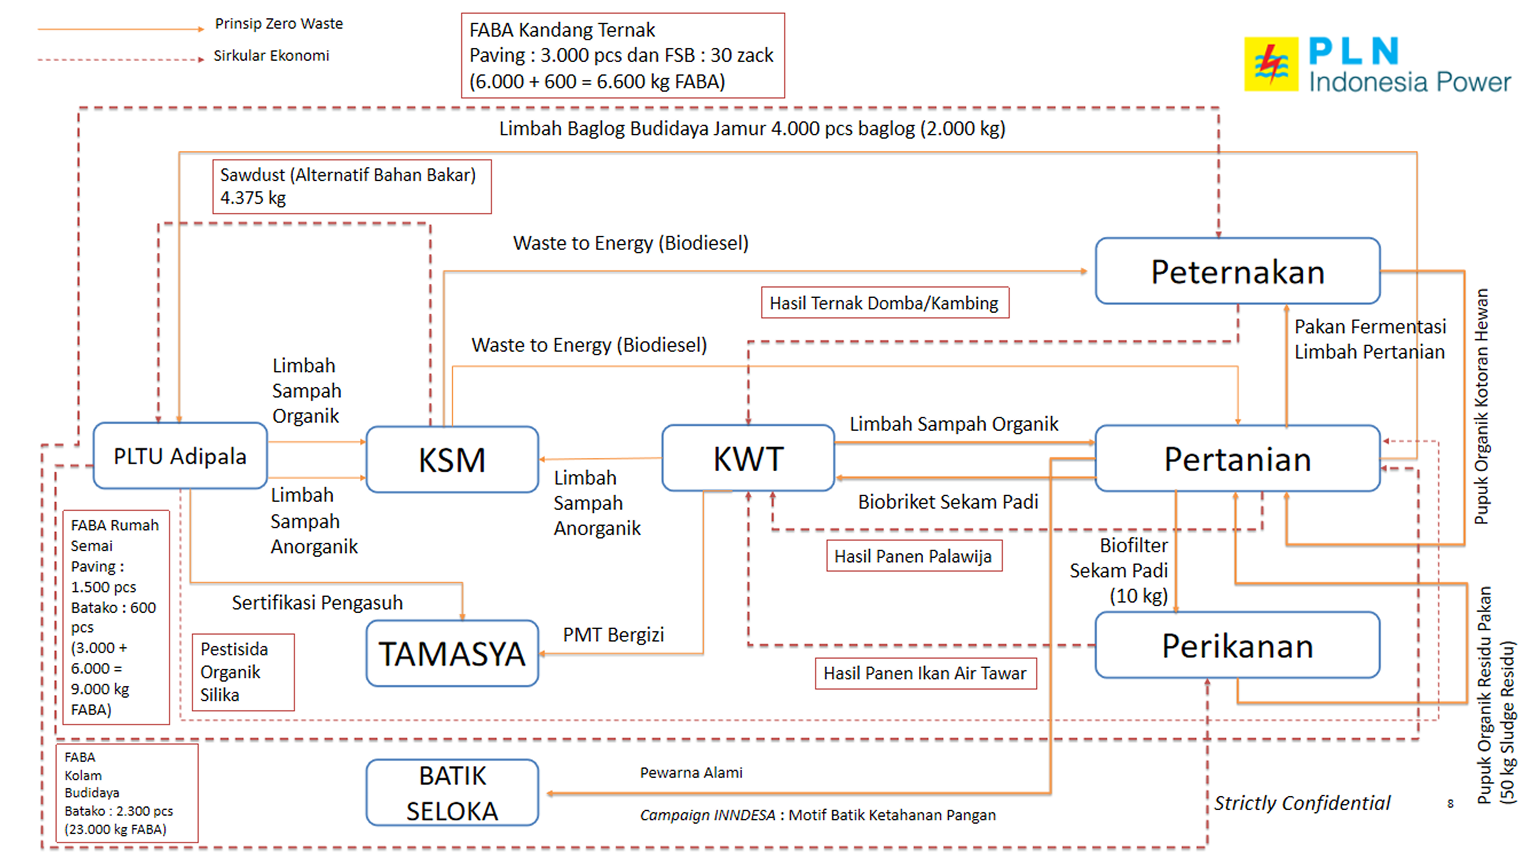 Prinsip Zero Waste
Sirkular Ekonomi
FABA Kandang Ternak
Paving : 3.000 pcs dan FSB : 30 zack
(6.000 + 600 = 6.600 kg FABA)
PLN
Indonesia Power
Limbah Baglog Budidaya Jamur 4.000 pcs baglog (2.000 kg)
Sawdust (Alternatif Bahan Bakar)
4.375 kg
Waste to Energy (Biodiesel)
Peternakan
Hasil Ternak Domba/Kambing
Pakan Fermentasi
Limbah Pertanian
Waste to Energy (Biodiesel)
Pupuk Organik Kotoran Hewan
Limbah
Sampah
Organik
PLTU Adipala
KSM
KWT
Limbah Sampah Organik
Pertanian
Limbah
Sampah
Anorganik
Limbah
Sampah
Anorganik
Biobriket Sekam Padi
Hasil Panen Palawija
Biofilter
Sekam Padi
(10 kg)
FABA Rumah
Semai
Paving :
1.500 pcs
Batako : 600
pcs
(3.000 +
6.000 =
9.000 kg
FABA)
Sertifikasi Pengasuh
Pestisida
Organik
Silika
TAMASYA
PMT Bergizi
Perikanan
Hasil Panen Ikan Air Tawar
Pupuk Organik Residu Pakan
(50 kg Sludge Residu)
FABA
Kolam
Budidaya
Batako : 2.300 pcs
(23.000 kg FABA)
BATIK
SELOKA
Pewarna Alami
Campaign INNDESA : Motif Batik Ketahanan Pangan
Strictly Confidential
8